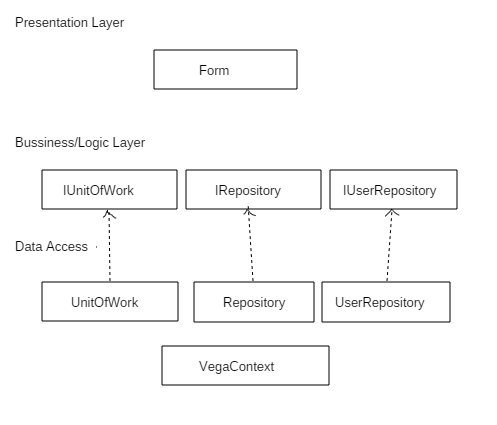 Presentation Layer
Form
Bussiness/Logic Layer
IUnitOfWork
IRepository
IUserRepository
Data Access
UnitOfWork
Repository
UserRepository
VegaContext